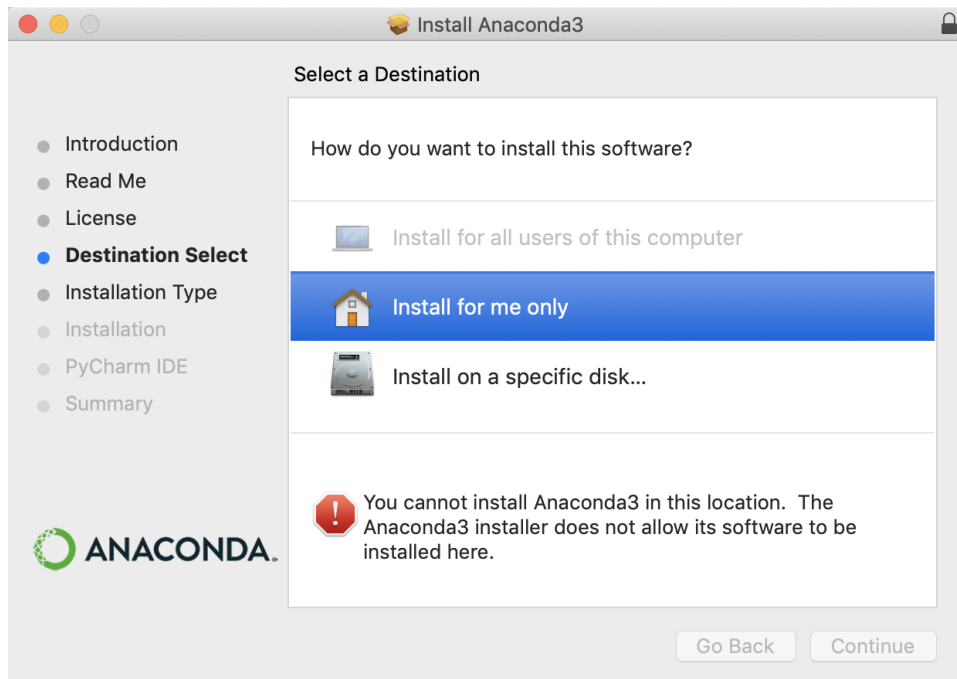 Install Anaconda3
Select a Destination
Introduction
Read Me
License
Destination Select
Installation Type
Installation
PyCharm IDE
Summary
How do you want to install this software?
Install for all users of this computer
Install for me only
Install on a specific disk...
You cannot install Anaconda3 in this location.  The
Anaconda3 installer does not allow its software to be
installed here.
ANACONDA.
Go Back
Continue